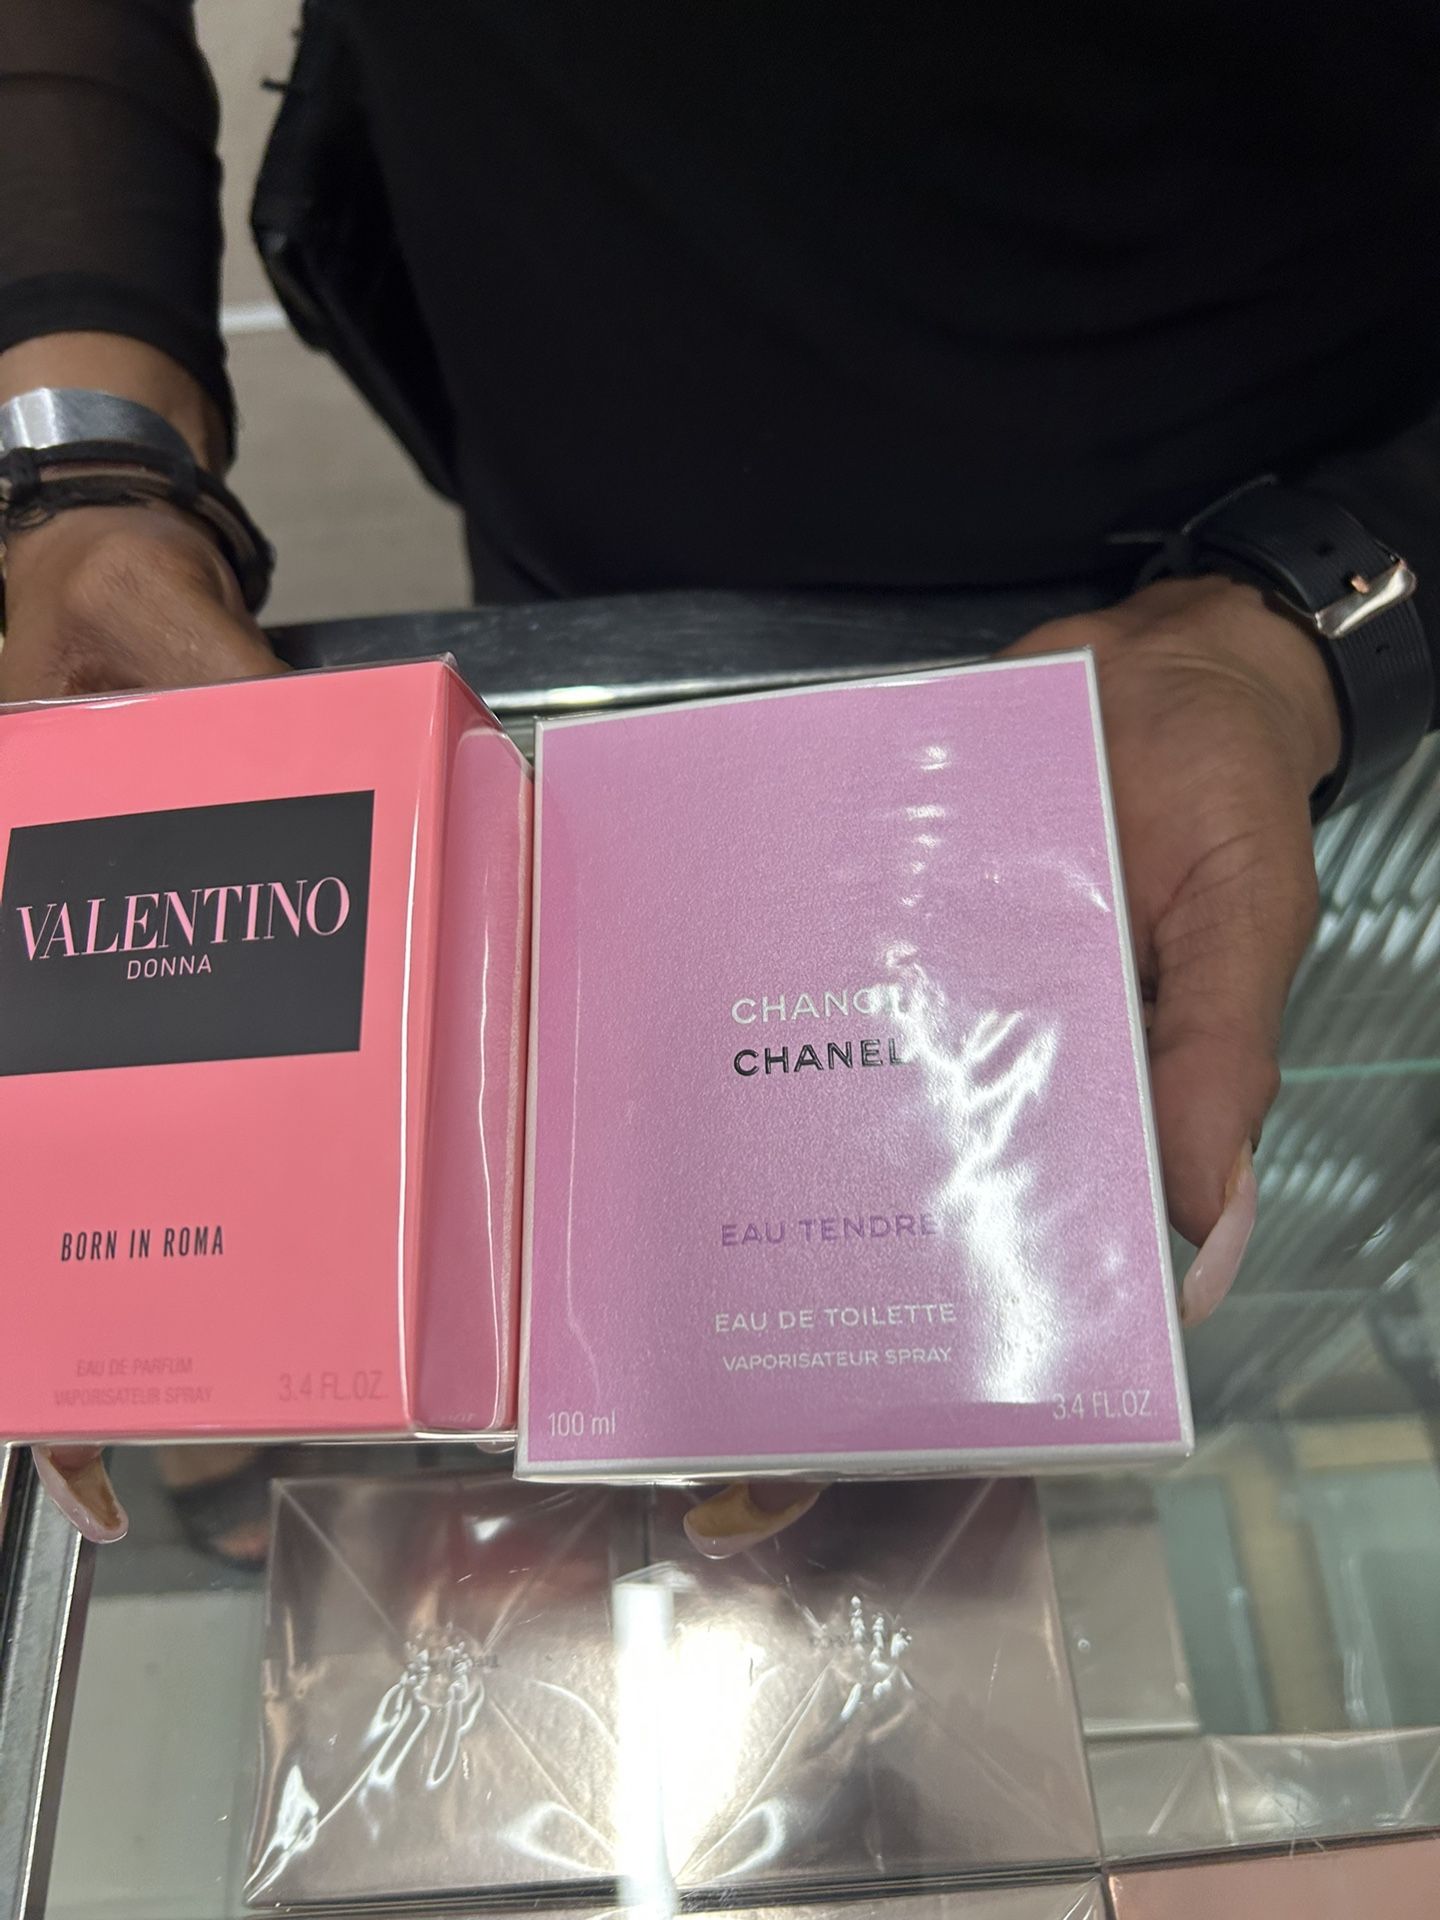 VALENTINO
DONNA
BORN IN ROMA
EAU DE PARFUM
VAPORISATEUR SPRAY
3.4 FL.OZ.
CHANCE
CHANEL
EAU TENDRE
EAU DE TOILETTE
VAPORISATEUR SPRAY
100 ml
3.4 FL.OZ.